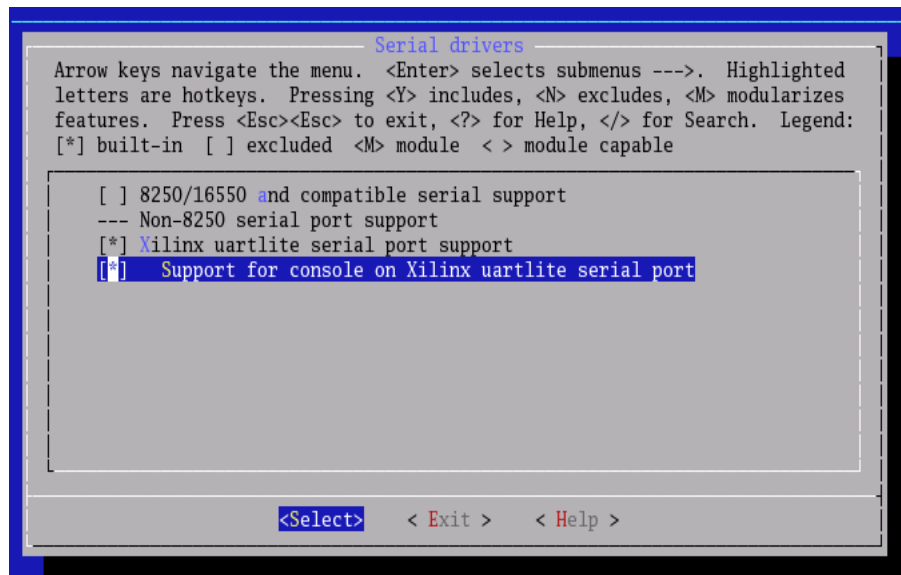 Serial drivers
Arrow keys navigate the menu.  <Enter> selects submenus --->.  Highlighted
letters are hotkeys.  Pressing <Y> includes, <N> excludes, <M> modularizes
features.  Press <Esc><Esc> to exit, <?> for Help, </> for Search.  Legend:
[*] built-in  [ ] excluded  <M> module  < > module capable
[ ] 8250/16550 and compatible serial support
--- Non-8250 serial port support
[*] Xilinx uartlite serial port support
[*]   Support for console on Xilinx uartlite serial port
<Select>    < Exit >    < Help >